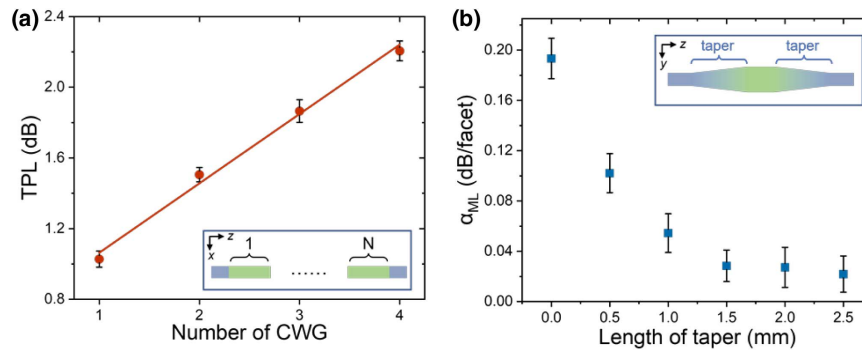 (a)
2.4
2.0
1.6
1.2
0.8
TPL (dB)
z
x
1
N
......
1
2
3
4
Number of CWG
(b)
0.20
0.16
0.12
0.08
0.04
0.00
α_ML (dB/facet)
z
y
taper
taper
0.0
0.5
1.0
1.5
2.0
2.5
Length of taper (mm)